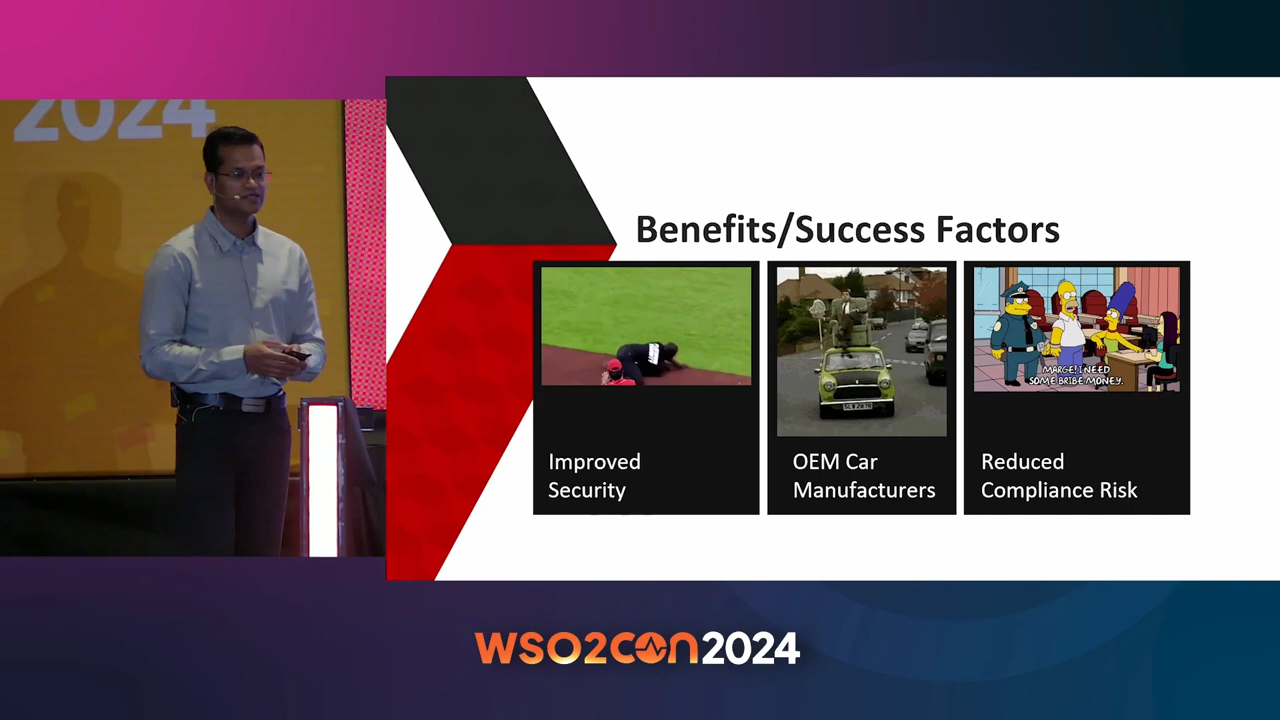 2024
Benefits/Success Factors
MARGE! I NEED
SOME BRIBE MONEY.
Improved
Security
OEM Car
Manufacturers
Reduced
Compliance Risk
WSO2CON2024